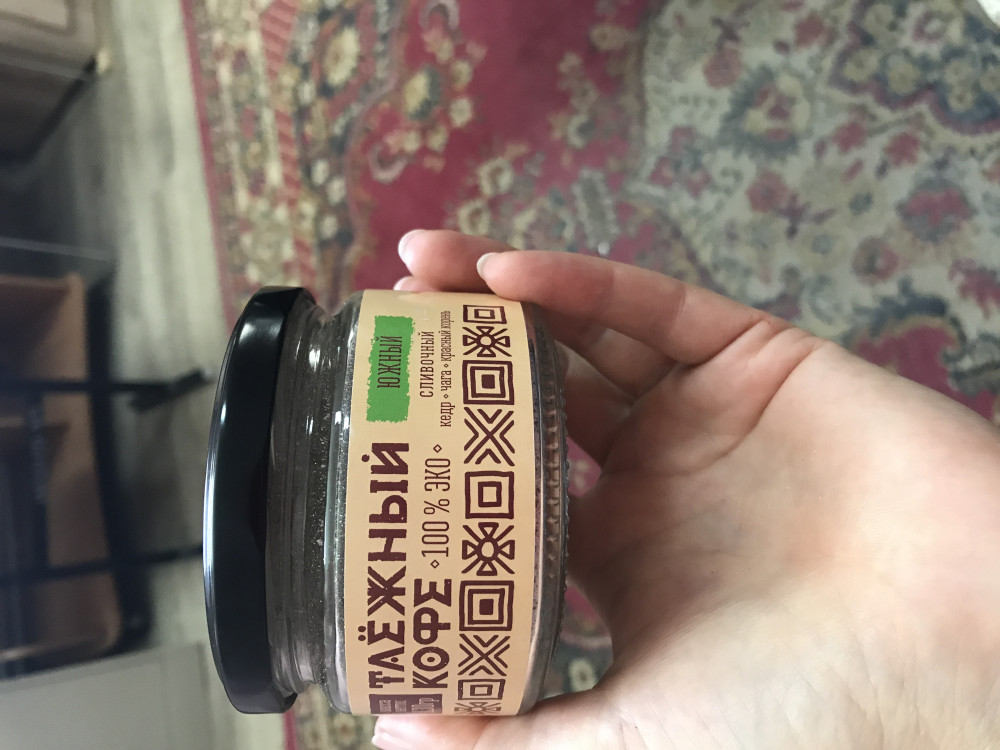 ТАЁЖНЫЙ
КОФЕ
100 % ЭКО
ЮЖНЫЙ
СЛИВОЧНЫЙ
кедр чага красный корень